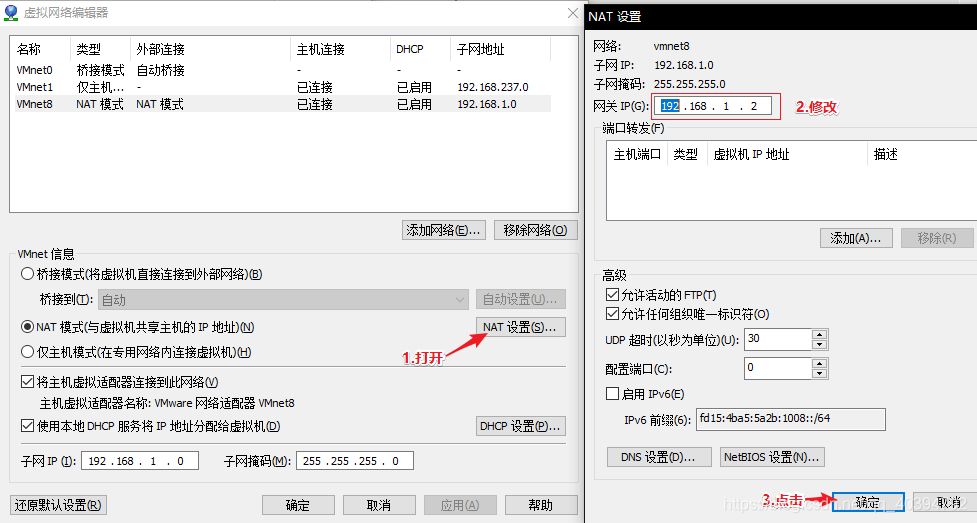 虚拟网络编辑器
名称 类型 外部连接 主机连接 DHCP 子网地址
VMnet0 桥接模式 自动桥接 - - -
VMnet1 仅主机... - 已连接 已启用 192.168.237.0
VMnet8 NAT 模式 NAT 模式 已连接 已启用 192.168.1.0
添加网络(E)... 移除网络(O)
VMnet 信息
桥接模式(将虚拟机直接连接到外部网络)(B)
桥接到(T): 自动 自动设置(U)...
NAT 模式(与虚拟机共享主机的 IP 地址)(N) NAT 设置(S)...
1.打开
仅主机模式(在专用网络内连接虚拟机)(H)
将主机虚拟适配器连接到此网络(V)
主机虚拟适配器名称: VMware 网络适配器 VMnet8
使用本地 DHCP 服务将 IP 地址分配给虚拟机(D) DHCP 设置(P)...
子网 IP (I): 192 .168 . 1 . 0 子网掩码(M): 255 .255 .255 . 0
还原默认设置(R) 确定 取消 应用(A) 帮助
NAT 设置
网络: vmnet8
子网 IP: 192.168.1.0
子网掩码: 255.255.255.0
网关 IP(G): 192 .168 . 1 . 2 2.修改
端口转发(F)
主机端口 类型 虚拟机 IP 地址 描述
添加(A)... 移除(R)
高级
允许活动的 FTP(T)
允许任何组织唯一标识符(O)
UDP 超时(以秒为单位)(U): 30
配置端口(C): 0
启用 IPv6(E)
IPv6 前缀(6): fd15:4ba5:5a2b:1008::/64
DNS 设置(D)... NetBIOS 设置(N)...
3.点击 确定 取消